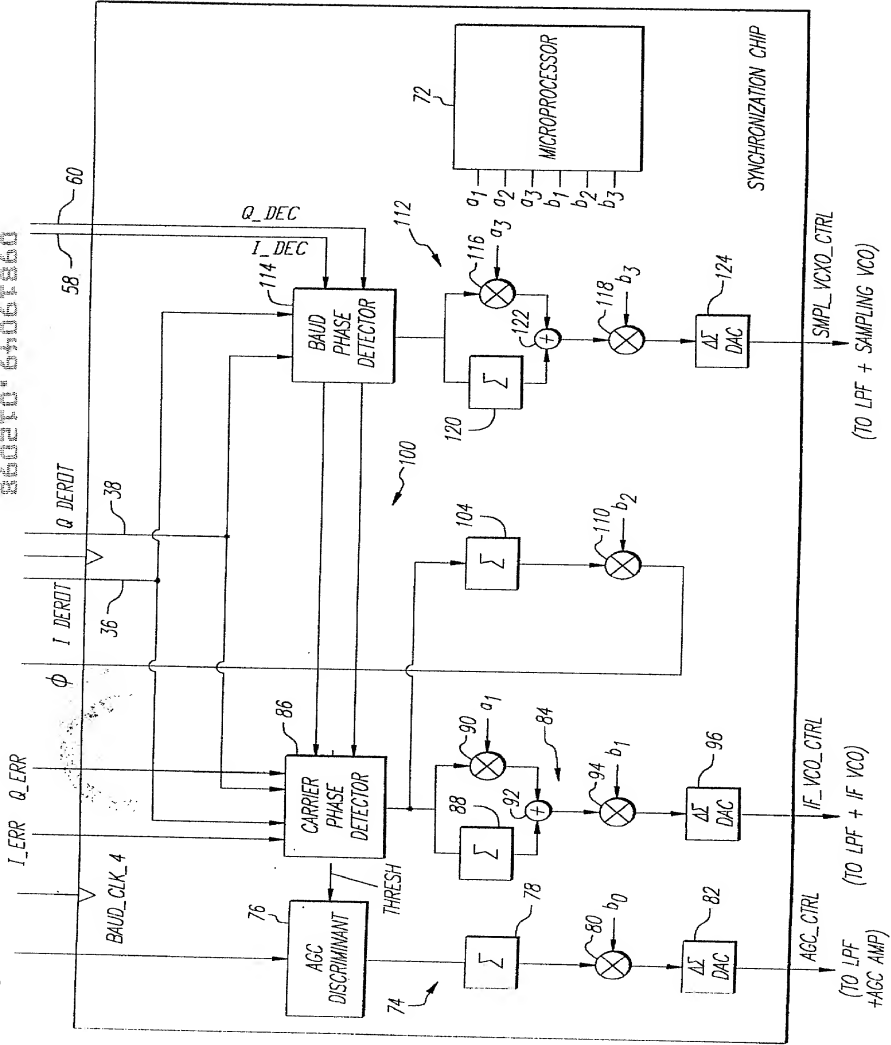 I_ERR
Q_ERR
Φ
I DEROT
Q DEROT
36
38
58
60
BAUD_CLK_4
I_DEC
Q_DEC
76
AGC
DISCRIMINANT
THRESH
86
CARRIER
PHASE
DETECTOR
114
BAUD
PHASE
DETECTOR
72
MICROPROCESSOR
a1
a2
a3
b1
b2
b3
74
78
Σ
80
b0
82
ΔΣ
DAC
AGC_CTRL
(TO LPF
+AGC AMP)
84
88
Σ
90
a1
92
+
94
b1
96
ΔΣ
DAC
IF_VCO_CTRL
(TO LPF + IF VCO)
100
104
Σ
110
b2
112
116
a3
120
Σ
122
+
118
b3
124
ΔΣ
DAC
SMPL_VCXO_CTRL
(TO LPF + SAMPLING VCO)
SYNCHRONIZATION CHIP